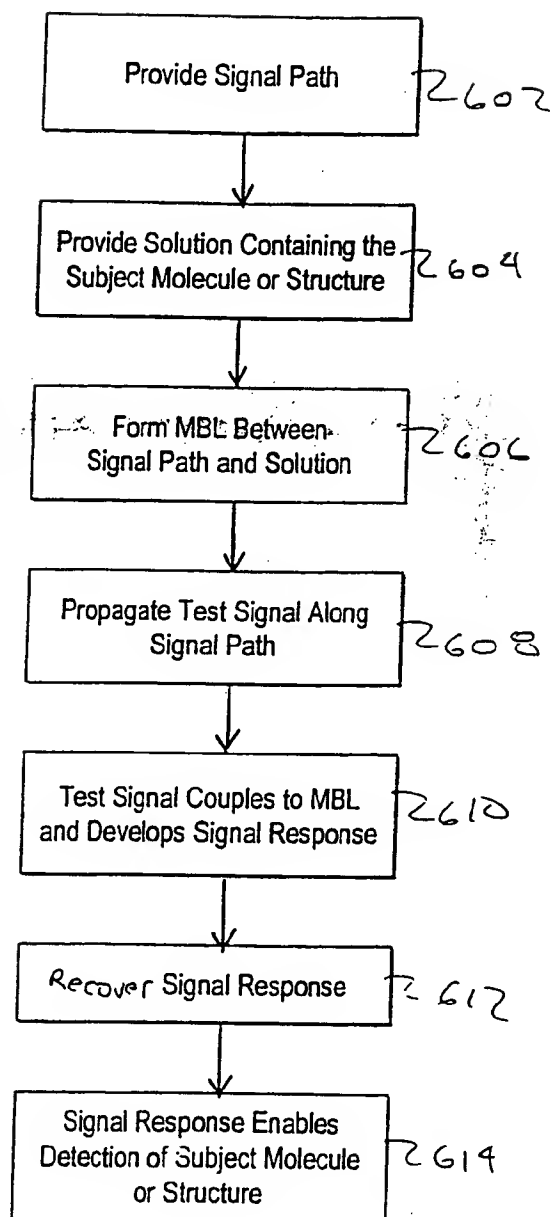 Provide Signal Path
2602
Provide Solution Containing the
Subject Molecule or Structure
2604
Form MBL Between
Signal Path and Solution
2606
Propagate Test Signal Along
Signal Path
2608
Test Signal Couples to MBL
and Develops Signal Response
2610
Recover Signal Response
2612
Signal Response Enables
Detection of Subject Molecule
or Structure
2614